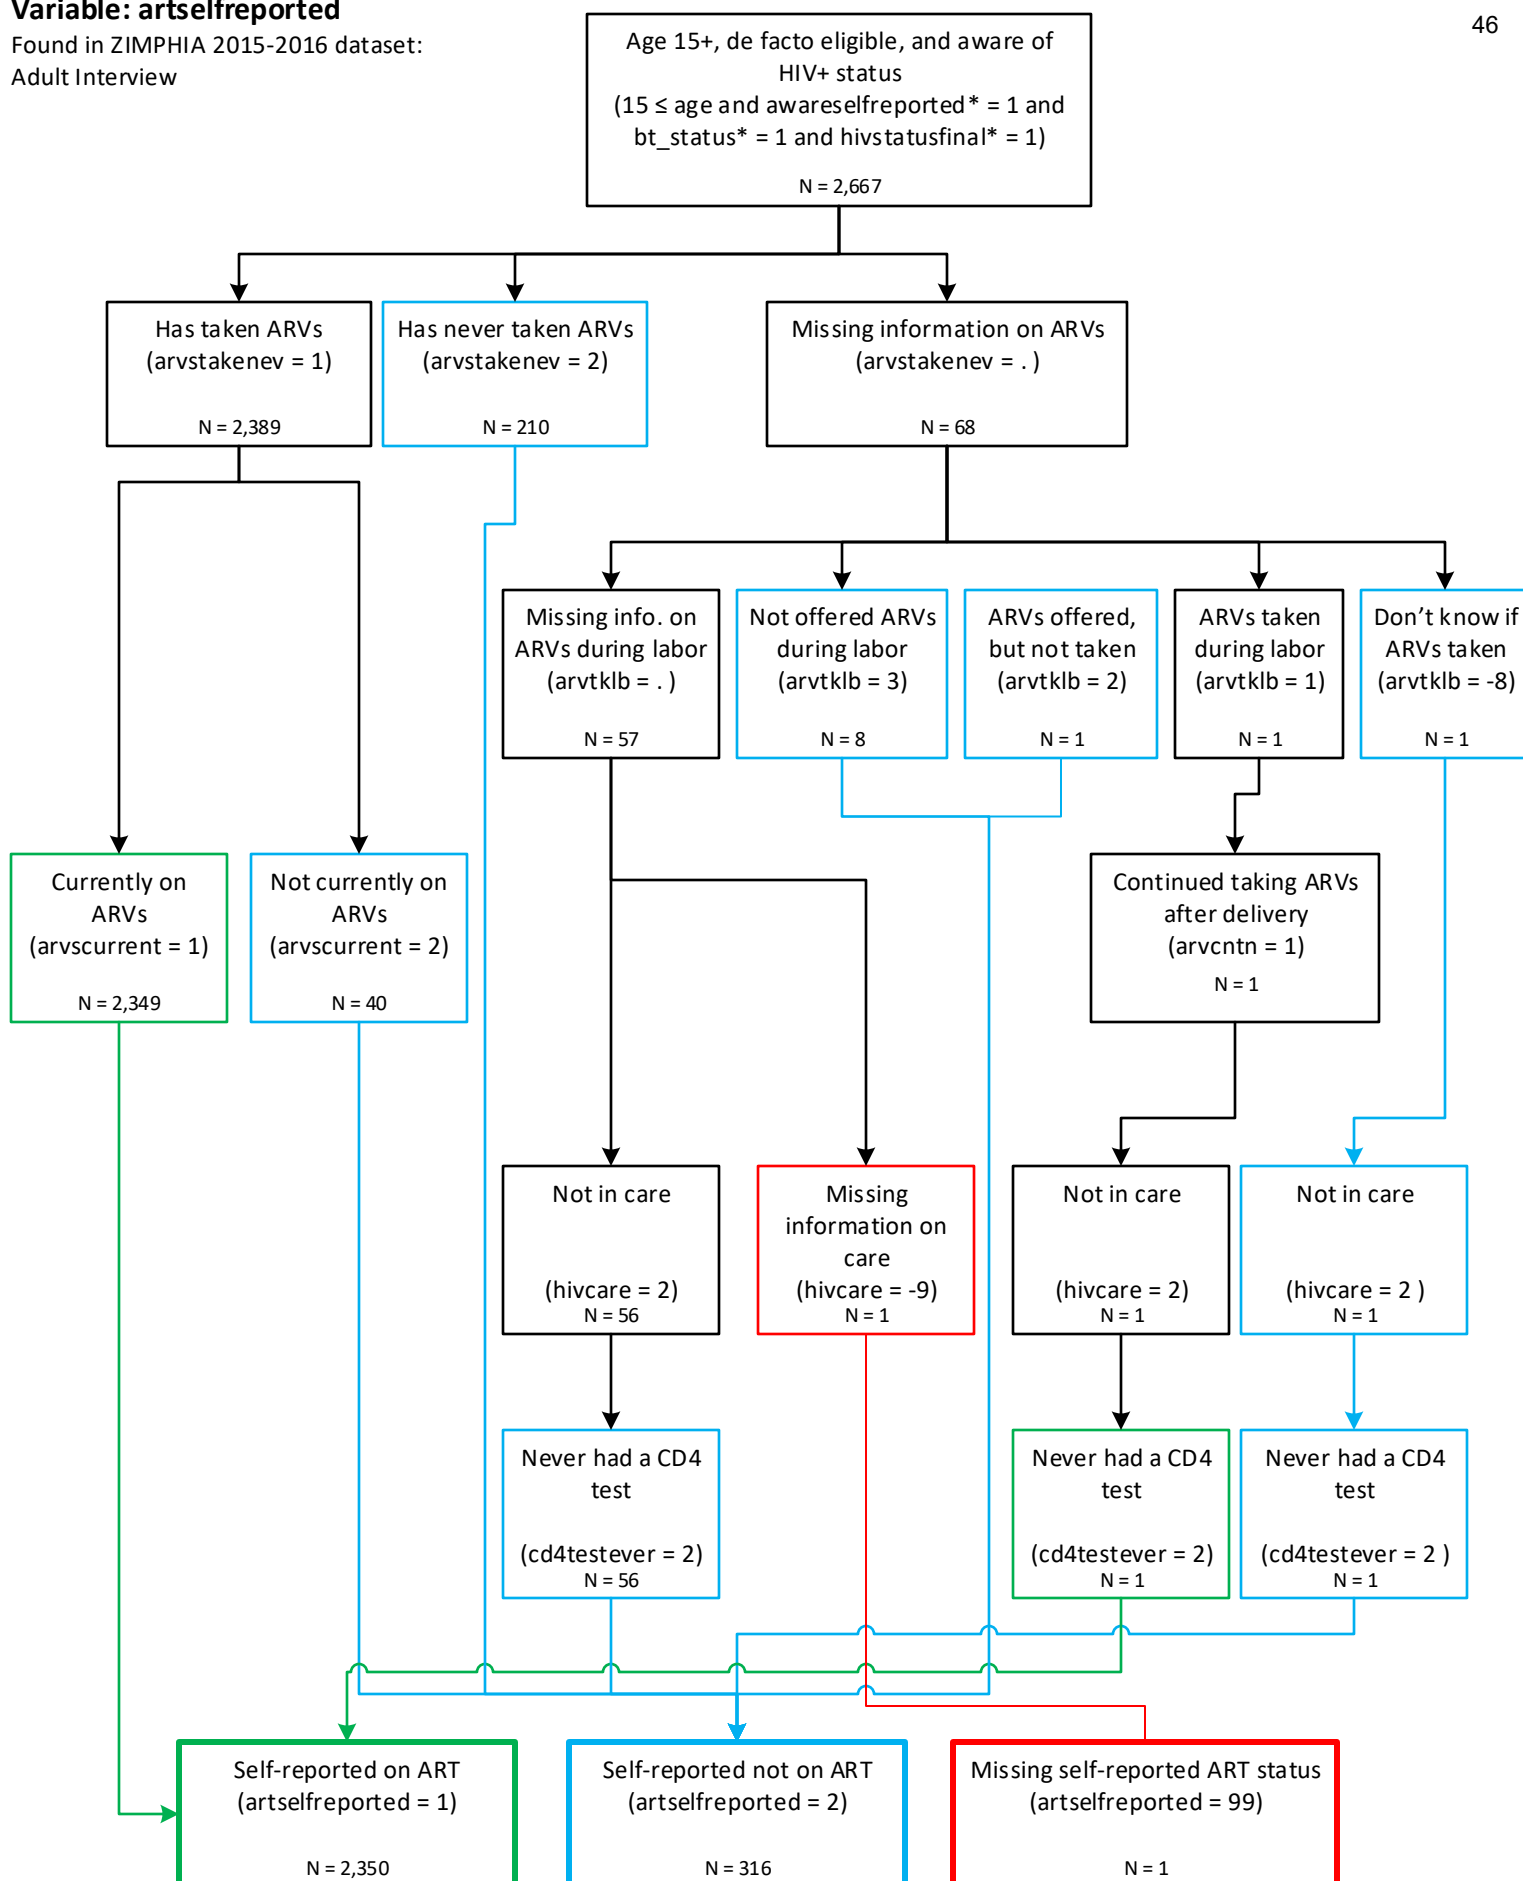 Variable: artselfreported
46
Found in ZIMPHIA 2015-2016 dataset:
Adult Interview
Age 15+, de facto eligible, and aware of
HIV+ status
(15 ≤ age and awareselfreported* = 1 and
bt_status* = 1 and hivstatusfinal* = 1)
N = 2,667
Has taken ARVs
(arvstakenev = 1)
N = 2,389
Has never taken ARVs
(arvstakenev = 2)
N = 210
Missing information on ARVs
(arvstakenev = . )
N = 68
Missing info. on
ARVs during labor
(arvtklb = . )
N = 57
Not offered ARVs
during labor
(arvtklb = 3)
N = 8
ARVs offered,
but not taken
(arvtklb = 2)
N = 1
ARVs taken
during labor
(arvtklb = 1)
N = 1
Don’t know if
ARVs taken
(arvtklb = -8)
N = 1
Currently on
ARVs
(arvscurrent = 1)
N = 2,349
Not currently on
ARVs
(arvscurrent = 2)
N = 40
Continued taking ARVs
after delivery
(arvcntn = 1)
N = 1
Not in care
(hivcare = 2)
N = 56
Missing
information on
care
(hivcare = -9)
N = 1
Not in care
(hivcare = 2)
N = 1
Not in care
(hivcare = 2 )
N = 1
Never had a CD4
test
(cd4testever = 2)
N = 56
Never had a CD4
test
(cd4testever = 2)
N = 1
Never had a CD4
test
(cd4testever = 2 )
N = 1
Self-reported on ART
(artselfreported = 1)
N = 2,350
Self-reported not on ART
(artselfreported = 2)
N = 316
Missing self-reported ART status
(artselfreported = 99)
N = 1